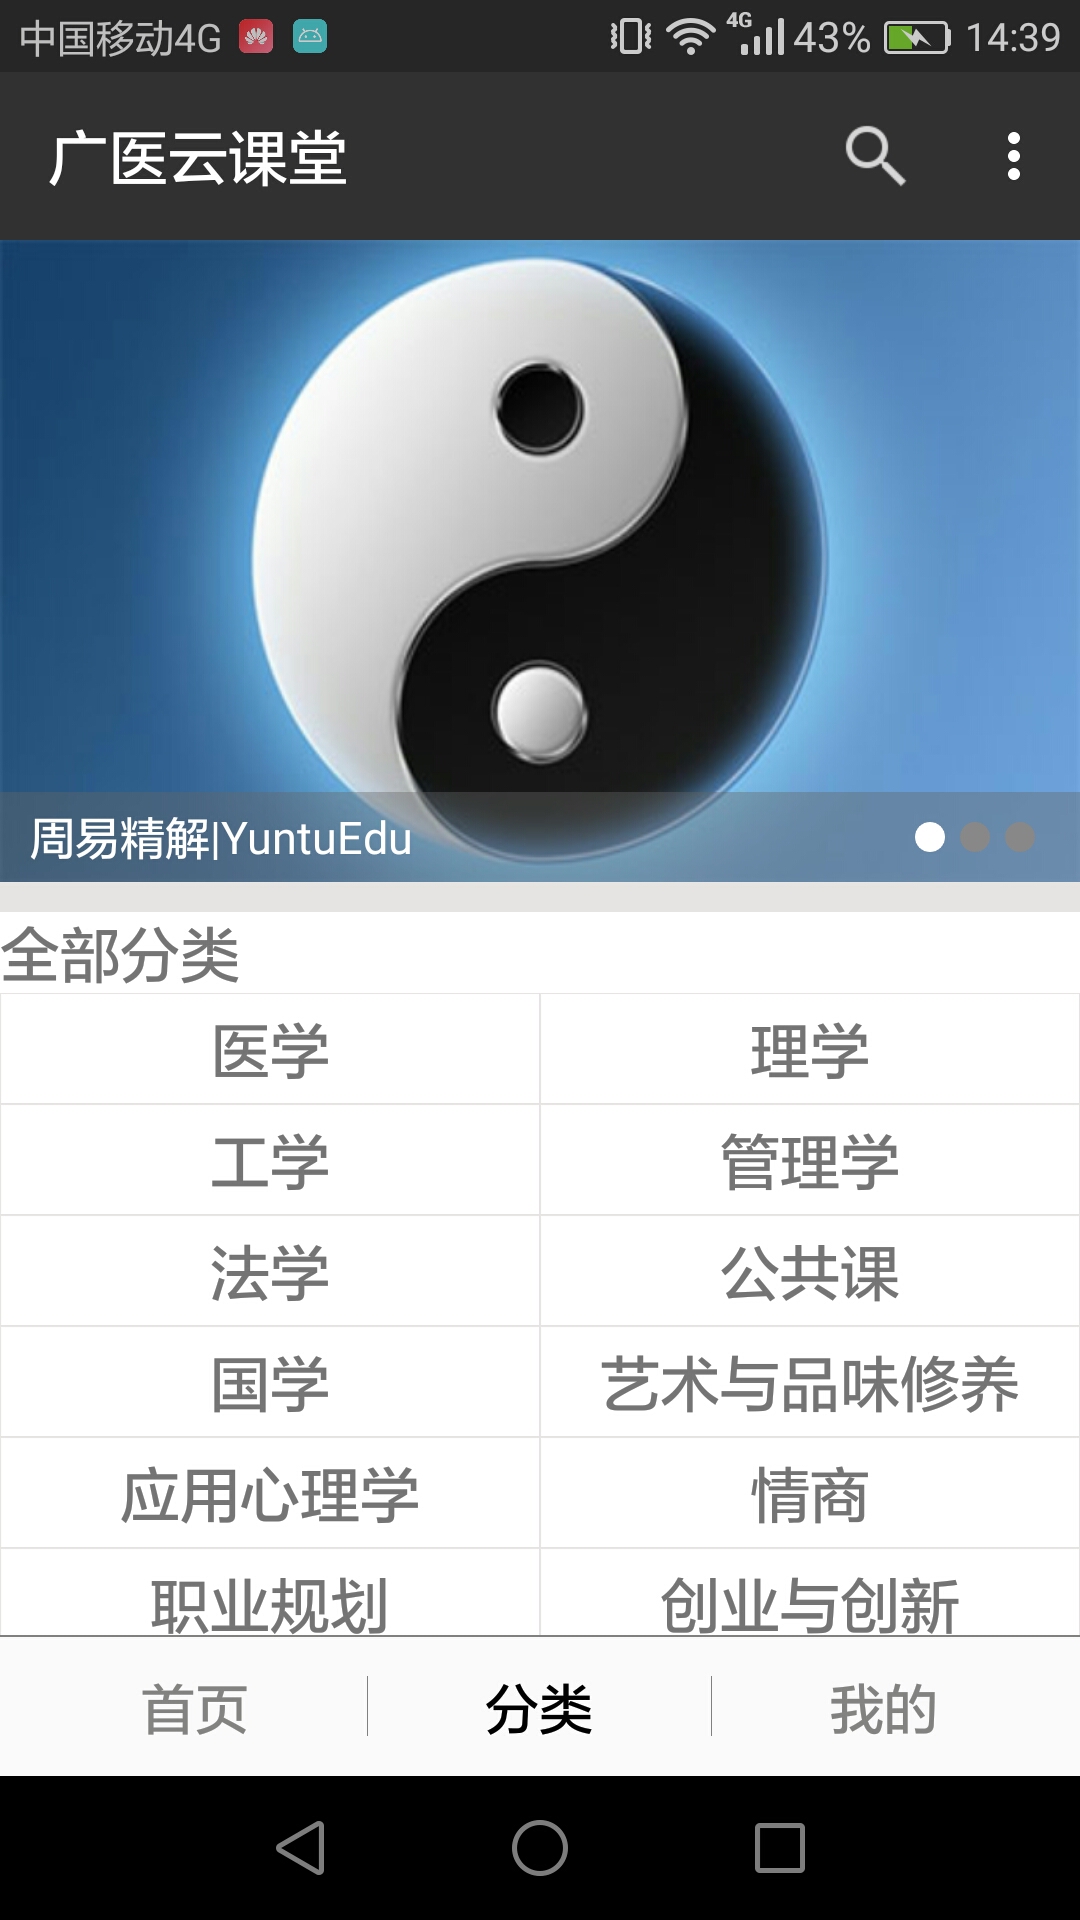 中国移动4G 4G 43% 14:39
广医云课堂
周易精解|YuntuEdu
全部分类
医学 理学
工学 管理学
法学 公共课
国学 艺术与品味修养
应用心理学 情商
职业规划 创业与创新
首页 分类 我的